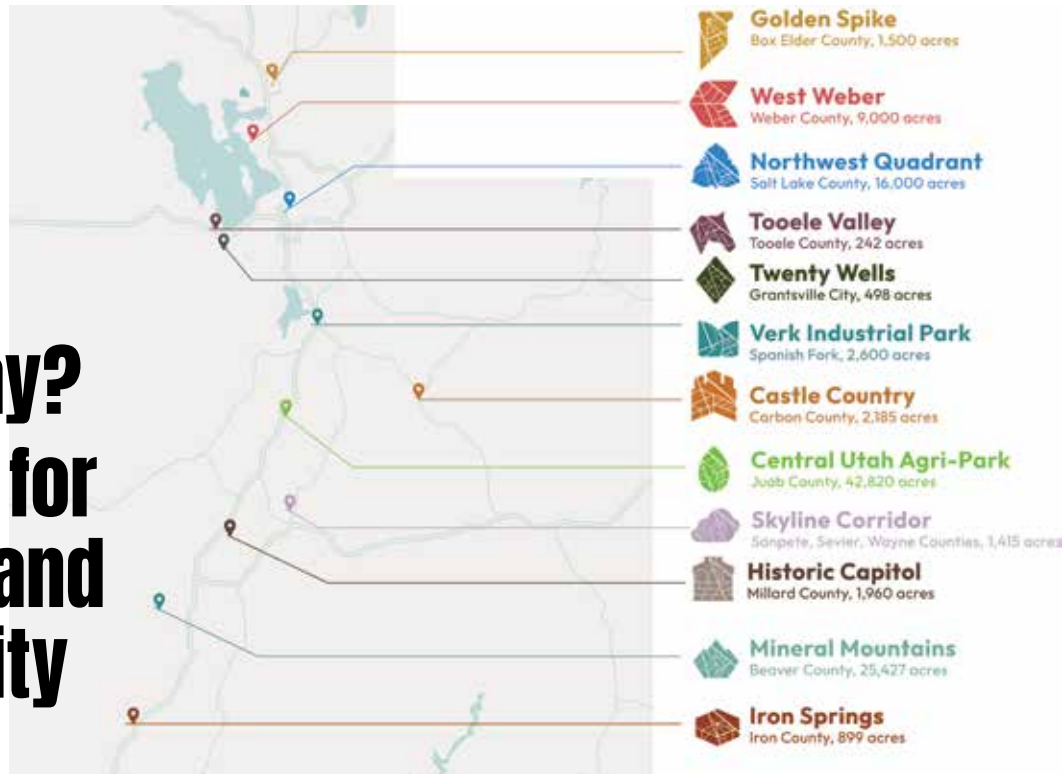 ay?
for
and
ity
Golden Spike
Box Elder County, 1,500 acres
West Weber
Weber County, 9,000 acres
Northwest Quadrant
Salt Lake County, 16,000 acres
Tooele Valley
Tooele County, 242 acres
Twenty Wells
Grantsville City, 498 acres
Verk Industrial Park
Spanish Fork, 2,600 acres
Castle Country
Carbon County, 2,185 acres
Central Utah Agri-Park
Juab County, 42,820 acres
Skyline Corridor
Sanpete, Sevier, Wayne Counties, 1,415 acres
Historic Capitol
Millard County, 1,960 acres
Mineral Mountains
Beaver County, 25,427 acres
Iron Springs
Iron County, 899 acres